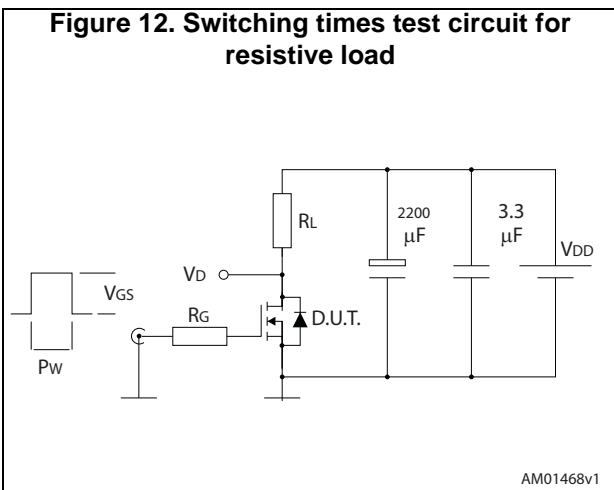 Figure 12. Switching times test circuit for
resistive load
RL
2200
μF
3.3
μF
VDD
VD
VGS
RG
D.U.T.
PW
AM01468v1